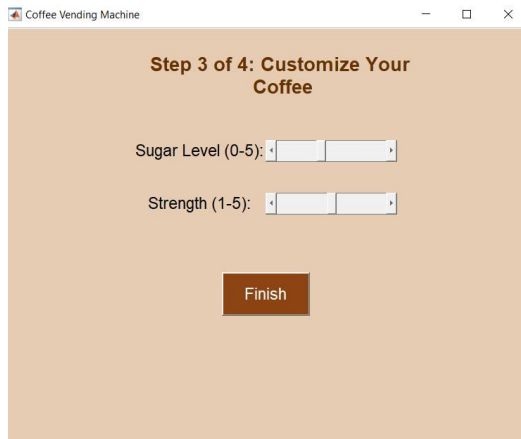 Coffee Vending Machine
Step 3 of 4: Customize Your
Coffee
Sugar Level (0-5):
Strength (1-5):
Finish